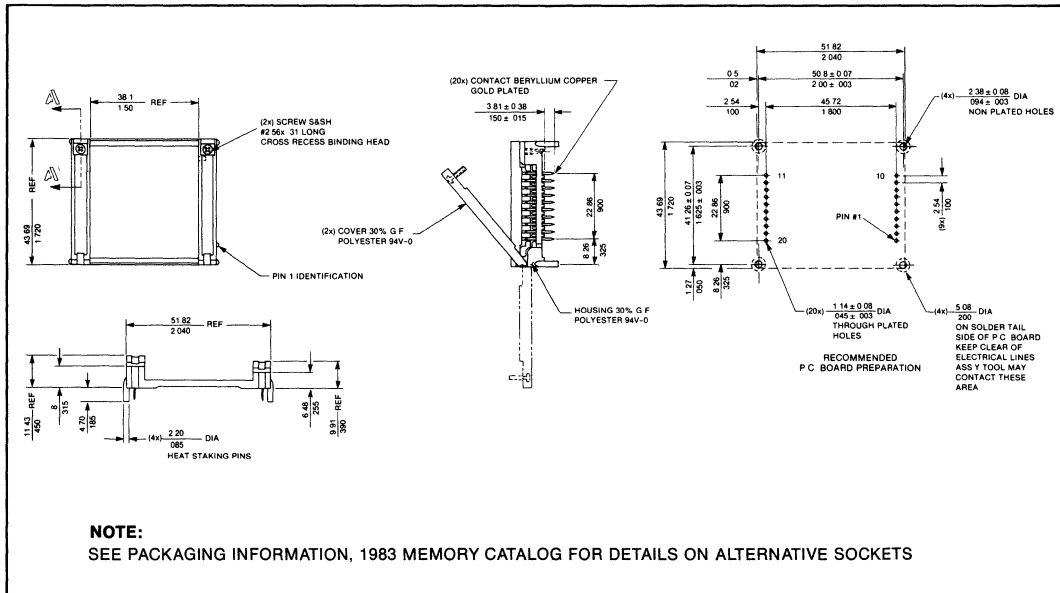 38.1
1 50
REF
A
A
(2x) SCREW S&SH
#2 56x .31 LONG
CROSS RECESS BINDING HEAD
REF
43 69
1 720
PIN 1 IDENTIFICATION
51 82
2 040
REF
REF
11 43
450
8
315
4.70
185
(4x) 2 20 DIA
085
HEAT STAKING PINS
6.48
255
REF
9.91
390
(20x) CONTACT BERYLLIUM COPPER
GOLD PLATED
3 81 ± 0 38
150 ± 015
(2x) COVER 30% G F
POLYESTER 94V-0
22 86
900
8 26
325
HOUSING 30% G F
POLYESTER 94V-0
51 82
2 040
0 5
02
50 8 ± 0 07
2 00 ± 003
2 54
100
45 72
1 800
(4x) 2 38 ± 0 08 DIA
094 ± 003
NON PLATED HOLES
43 69
1 720
41 26 ± 0 07
1 625 ± 003
22 86
900
11
10
PIN #1
20
2 54
100
(9x)
1 27
050
8 26
325
(20x) 1 14 ± 0 08 DIA
045 ± 003
THROUGH PLATED
HOLES
RECOMMENDED
P C BOARD PREPARATION
(4x) 5 08 DIA
200
ON SOLDER TAIL
SIDE OF P C BOARD
KEEP CLEAR OF
ELECTRICAL LINES
ASS Y TOOL MAY
CONTACT THESE
AREA
NOTE:
SEE PACKAGING INFORMATION, 1983 MEMORY CATALOG FOR DETAILS ON ALTERNATIVE SOCKETS